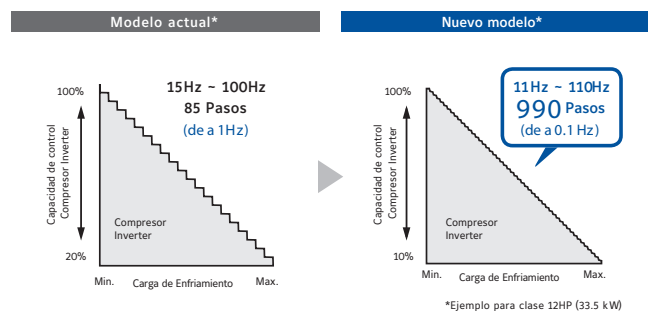 Modelo actual*
100%
15Hz ~ 100Hz
85 Pasos
(de a 1Hz)
Capacidad de control
Compresor Inverter
Compresor
Inverter
20%
Min.
Carga de Enfriamiento
Max.
Nuevo modelo*
100%
11Hz ~ 110Hz
990 Pasos
(de a 0.1 Hz)
Capacidad de control
Compresor Inverter
Compresor
Inverter
10%
Min.
Carga de Enfriamiento
Max.
*Ejemplo para clase 12HP (33.5 kW)